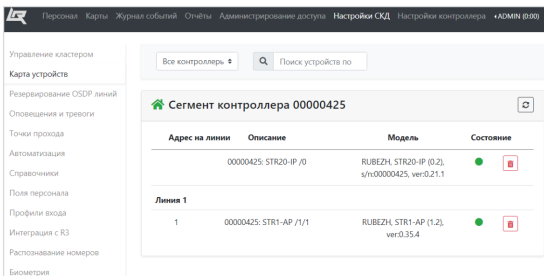 Персонал Карты Журнал событий Отчёты Администрирование доступа Настройки СКД Настройки контроллера ADMIN (0:00)
Управление кластером
Карта устройств
Резервирование OSDP линий
Оповещения и тревоги
Точки прохода
Автоматизация
Справочники
Поля персонала
Профили входа
Интеграция с R3
Распознавание номеров
Биометрия
Все контроллеры
Поиск устройств по
Сегмент контроллера 00000425
Адрес на линии Описание Модель Состояние
00000425: STR20-IP /0 RUBEZH, STR20-IP (0.2),
s/n:00000425, ver:0.21.1
Линия 1
1 00000425: STR1-AP /1/1 RUBEZH, STR1-AP (1.2),
ver:0.35.4